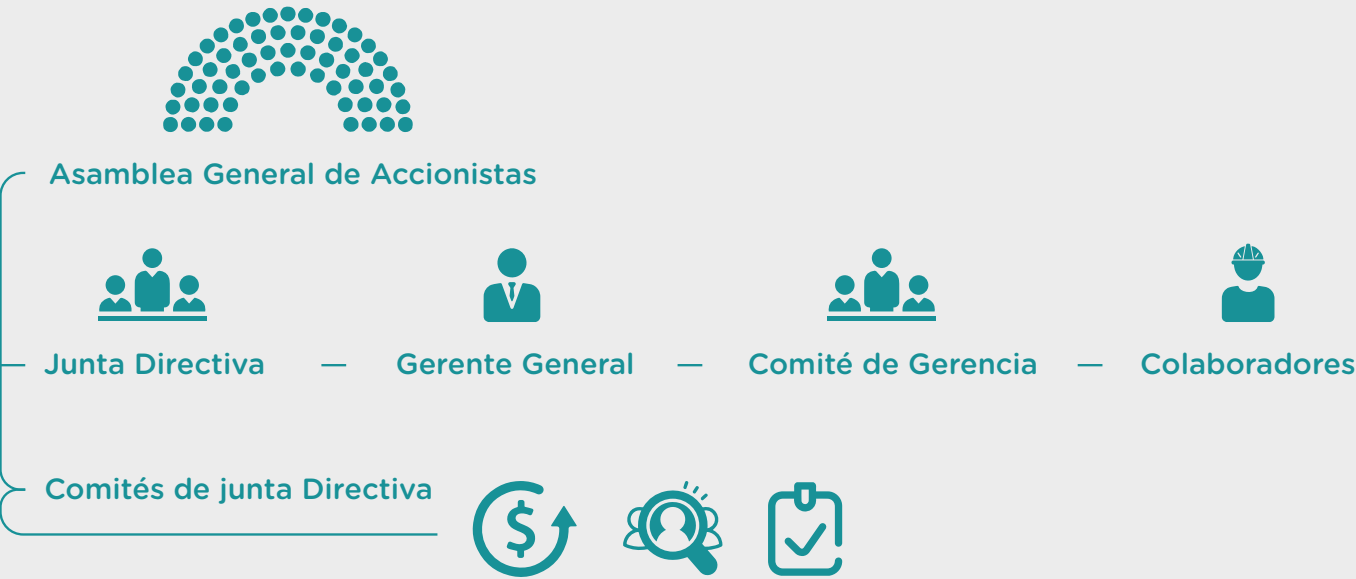 Asamblea General de Accionistas
Junta Directiva — Gerente General — Comité de Gerencia — Colaboradores
Comités de junta Directiva